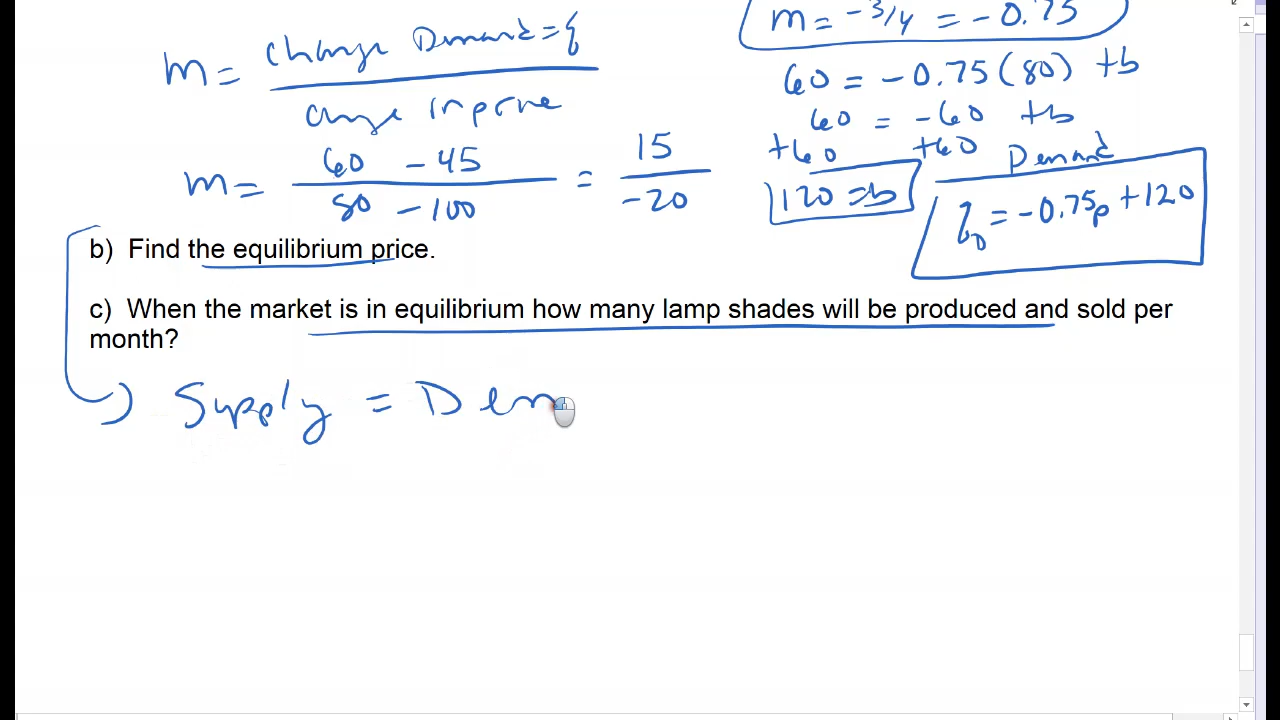 m = change Demand = q / change in price
m = 60 - 45 / 80 - 100 = 15 / -20
m = -3/4 = -0.75
60 = -0.75(80) + b
60 = -60 + b
+60 +60
120 = b
Demand
q_D = -0.75p + 120
b) Find the equilibrium price.
c) When the market is in equilibrium how many lamp shades will be produced and sold per
month?
Supply = Dem